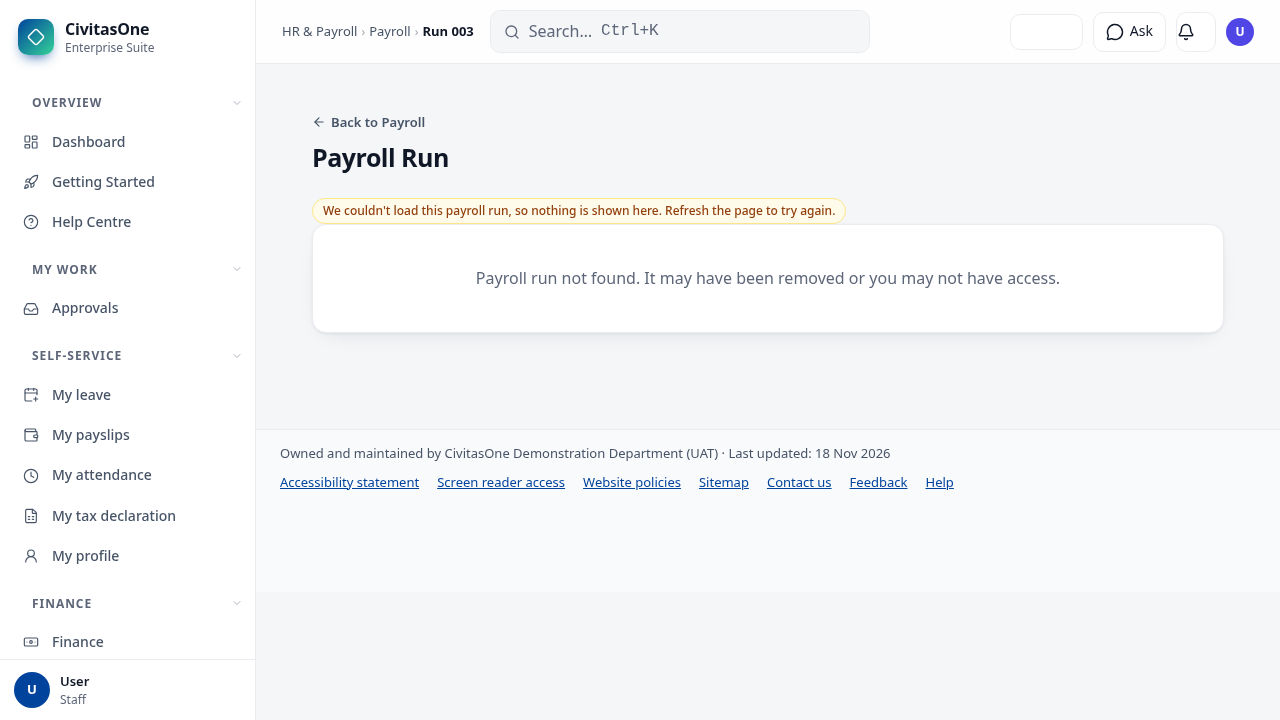 CivitasOne
Enterprise Suite
OVERVIEW
Dashboard
Getting Started
Help Centre
MY WORK
Approvals
SELF-SERVICE
My leave
My payslips
My attendance
My tax declaration
My profile
FINANCE
Finance
U
User
Staff
HR & Payroll › Payroll › Run 003
Search... Ctrl+K
Ask
U
Back to Payroll
Payroll Run
We couldn't load this payroll run, so nothing is shown here. Refresh the page to try again.
Payroll run not found. It may have been removed or you may not have access.
Owned and maintained by CivitasOne Demonstration Department (UAT) · Last updated: 18 Nov 2026
Accessibility statement Screen reader access Website policies Sitemap Contact us Feedback Help